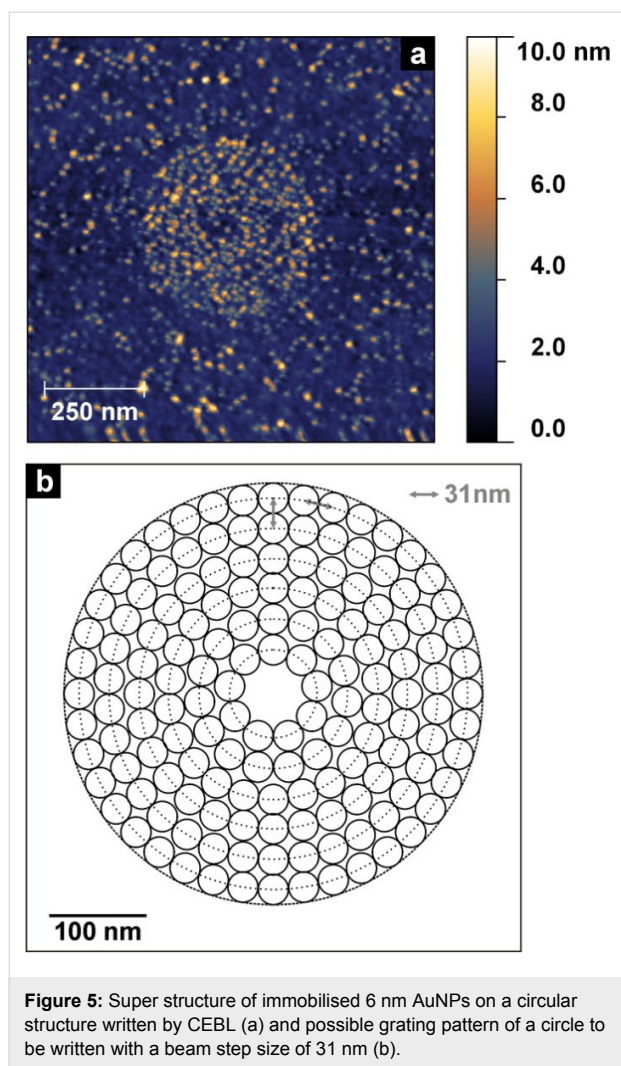 a
10.0 nm
8.0
6.0
4.0
2.0
0.0
250 nm
b
31nm
100 nm
Figure 5: Super structure of immobilised 6 nm AuNPs on a circular
structure written by CEBL (a) and possible grating pattern of a circle to
be written with a beam step size of 31 nm (b).